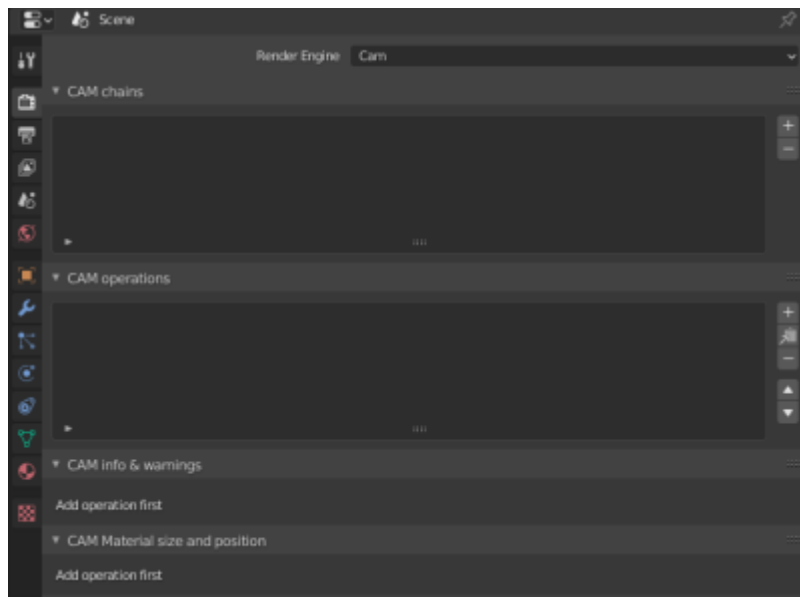 Scene
Render Engine Cam
CAM chains
CAM operations
CAM info & warnings
Add operation first
CAM Material size and position
Add operation first